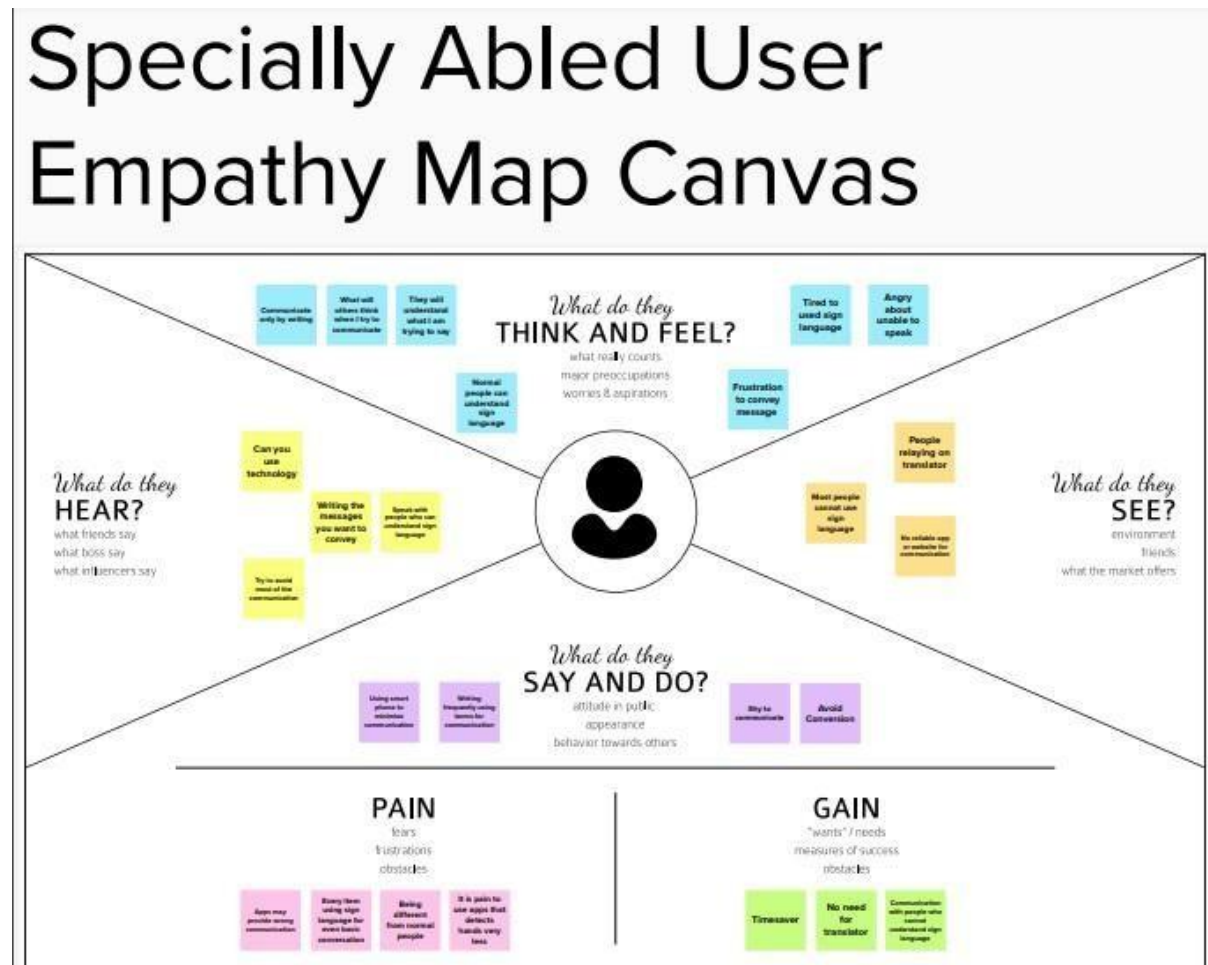 Specially Abled User
Empathy Map Canvas
Communicate
only by writing
What will
others think
when I try to
communicate
They will
understand
what I am
trying to say
Normal
people can
understand
sign
language
What do they
THINK AND FEEL?
what really counts
major preoccupations
worries & aspirations
Tired to
used sign
language
Angry
about
unable to
speak
Frustration
to convey
message
What do they
HEAR?
what friends say
what boss say
what influencers say
Can you
use
technology
Writing the
messages
you want to
convey
Speak with
people who can
understand sign
language
Try to avoid
most of the
communication
People
relaying on
translator
Most people
cannot use
sign
language
No reliable app
or website for
communication
What do they
SEE?
environment
friends
what the market offers
What do they
SAY AND DO?
attitude in public
appearance
behavior towards others
Using smart
phone to
minimize
communication
Writing
frequently using
terms for
communication
Shy to
communicate
Avoid
Conversion
PAIN
fears
frustrations
obstacles
Apps may
provide wrong
communication
Every item
using sign
language for
even basic
conversation
Being
different
from normal
people
It is pain to
use apps that
detects
hands very
less
GAIN
"wants" / needs
measures of success
obstacles
Timesaver
No need
for
translator
Communication
with people who
cannot
understand sign
language